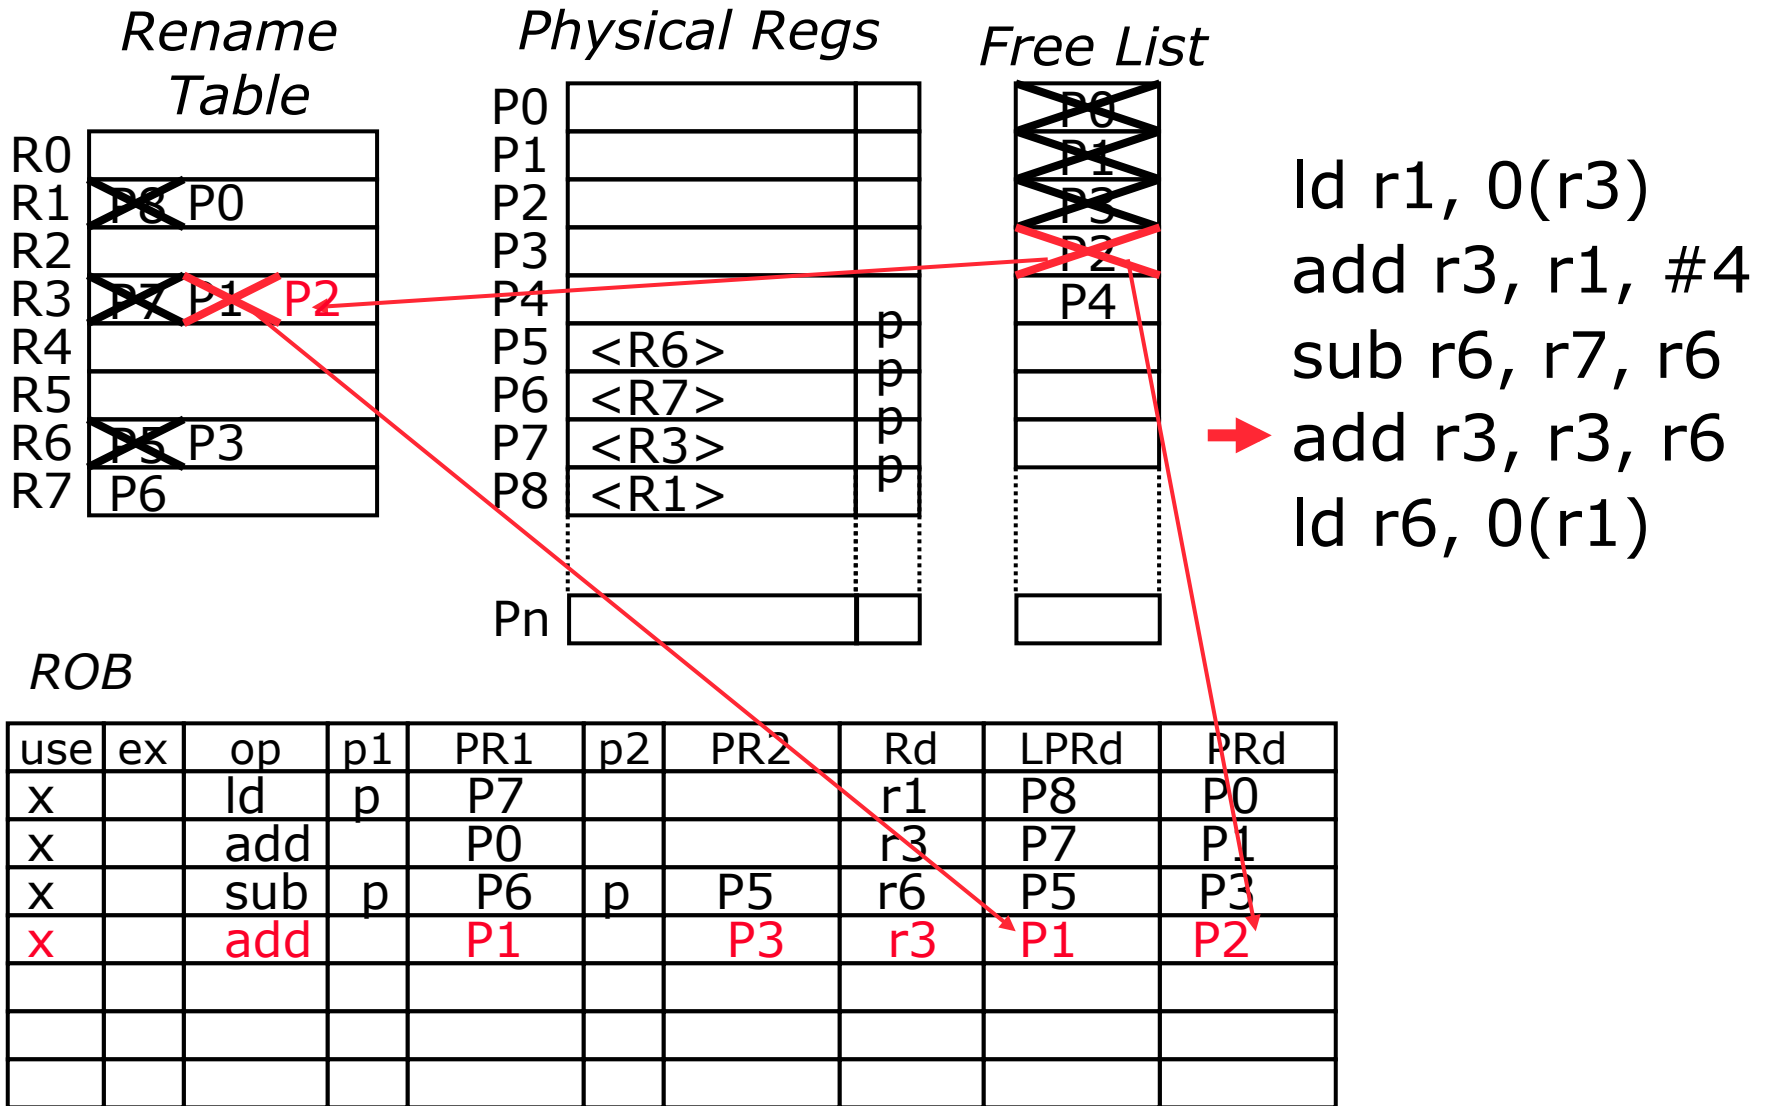 Rename Table
Physical Regs
Free List
R0
R1 P8 P0
R2
R3 P7 P1 P2
R4
R5
R6 P5 P3
R7 P6
P0
P1
P2
P3
P4
P5 <R6> p
P6 <R7> p
P7 <R3> p
P8 <R1> p
Pn
P0
P1
P3
P2
P4
ld r1, 0(r3)
add r3, r1, #4
sub r6, r7, r6
add r3, r3, r6
ld r6, 0(r1)
ROB
use ex op p1 PR1 p2 PR2 Rd LPRd PRd
x ld p P7 r1 P8 P0
x add P0 r3 P7 P1
x sub p P6 p P5 r6 P5 P3
x add P1 P3 r3 P1 P2